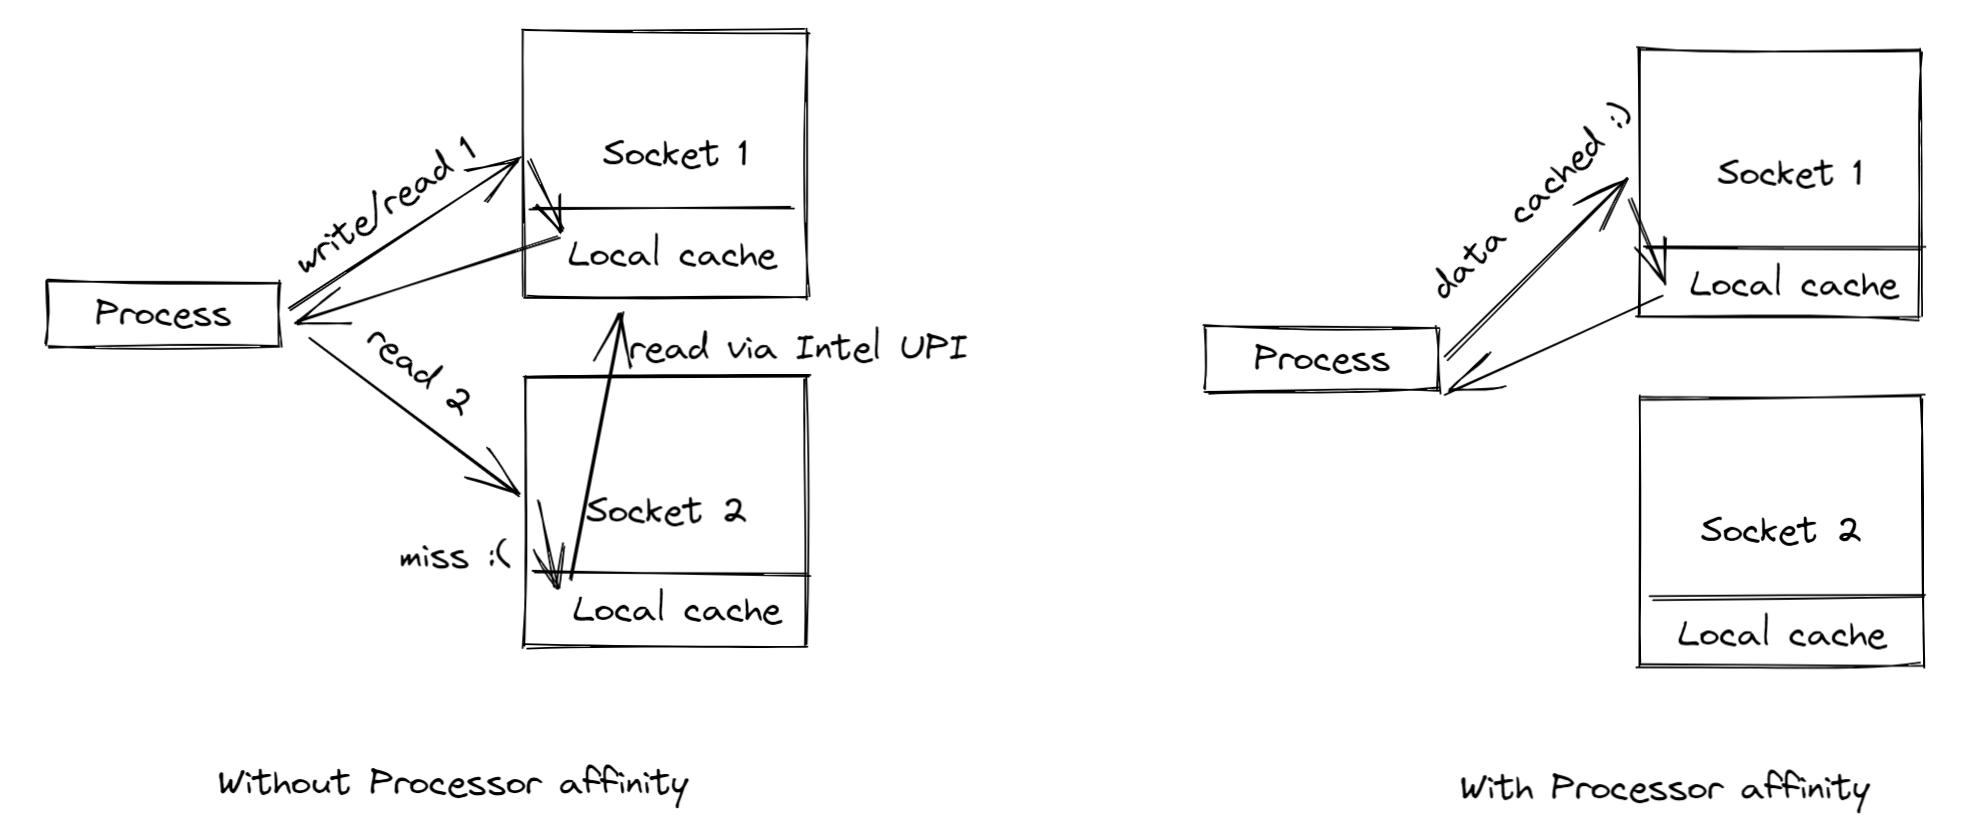 Socket 1
write/read 1
Local cache
Process
read 2
read via Intel UPI
Socket 2
miss :(
Local cache
Without Processor affinity
data cached :)
Socket 1
Local cache
Process
Socket 2
Local cache
With Processor affinity